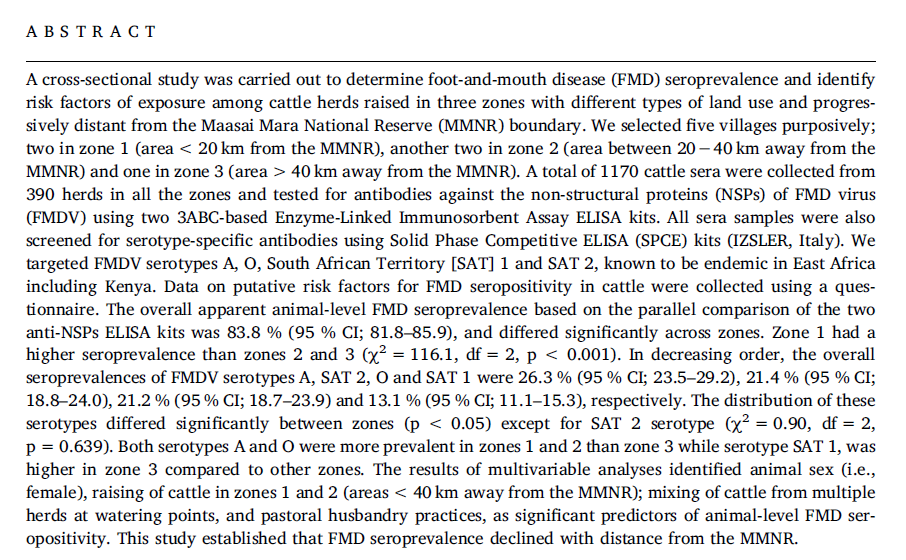 A B S T R A C T
A cross-sectional study was carried out to determine foot-and-mouth disease (FMD) seroprevalence and identify
risk factors of exposure among cattle herds raised in three zones with different types of land use and progres-
sively distant from the Maasai Mara National Reserve (MMNR) boundary. We selected five villages purposively;
two in zone 1 (area < 20 km from the MMNR), another two in zone 2 (area between 20−40 km away from the
MMNR) and one in zone 3 (area > 40 km away from the MMNR). A total of 1170 cattle sera were collected from
390 herds in all the zones and tested for antibodies against the non-structural proteins (NSPs) of FMD virus
(FMDV) using two 3ABC-based Enzyme-Linked Immunosorbent Assay ELISA kits. All sera samples were also
screened for serotype-specific antibodies using Solid Phase Competitive ELISA (SPCE) kits (IZSLER, Italy). We
targeted FMDV serotypes A, O, South African Territory [SAT] 1 and SAT 2, known to be endemic in East Africa
including Kenya. Data on putative risk factors for FMD seropositivity in cattle were collected using a ques-
tionnaire. The overall apparent animal-level FMD seroprevalence based on the parallel comparison of the two
anti-NSPs ELISA kits was 83.8 % (95 % CI; 81.8–85.9), and differed significantly across zones. Zone 1 had a
higher seroprevalence than zones 2 and 3 (χ² = 116.1, df = 2, p < 0.001). In decreasing order, the overall
seroprevalences of FMDV serotypes A, SAT 2, O and SAT 1 were 26.3 % (95 % CI; 23.5–29.2), 21.4 % (95 % CI;
18.8–24.0), 21.2 % (95 % CI; 18.7–23.9) and 13.1 % (95 % CI; 11.1–15.3), respectively. The distribution of these
serotypes differed significantly between zones (p < 0.05) except for SAT 2 serotype (χ² = 0.90, df = 2,
p = 0.639). Both serotypes A and O were more prevalent in zones 1 and 2 than zone 3 while serotype SAT 1, was
higher in zone 3 compared to other zones. The results of multivariable analyses identified animal sex (i.e.,
female), raising of cattle in zones 1 and 2 (areas < 40 km away from the MMNR); mixing of cattle from multiple
herds at watering points, and pastoral husbandry practices, as significant predictors of animal-level FMD ser-
opositivity. This study established that FMD seroprevalence declined with distance from the MMNR.